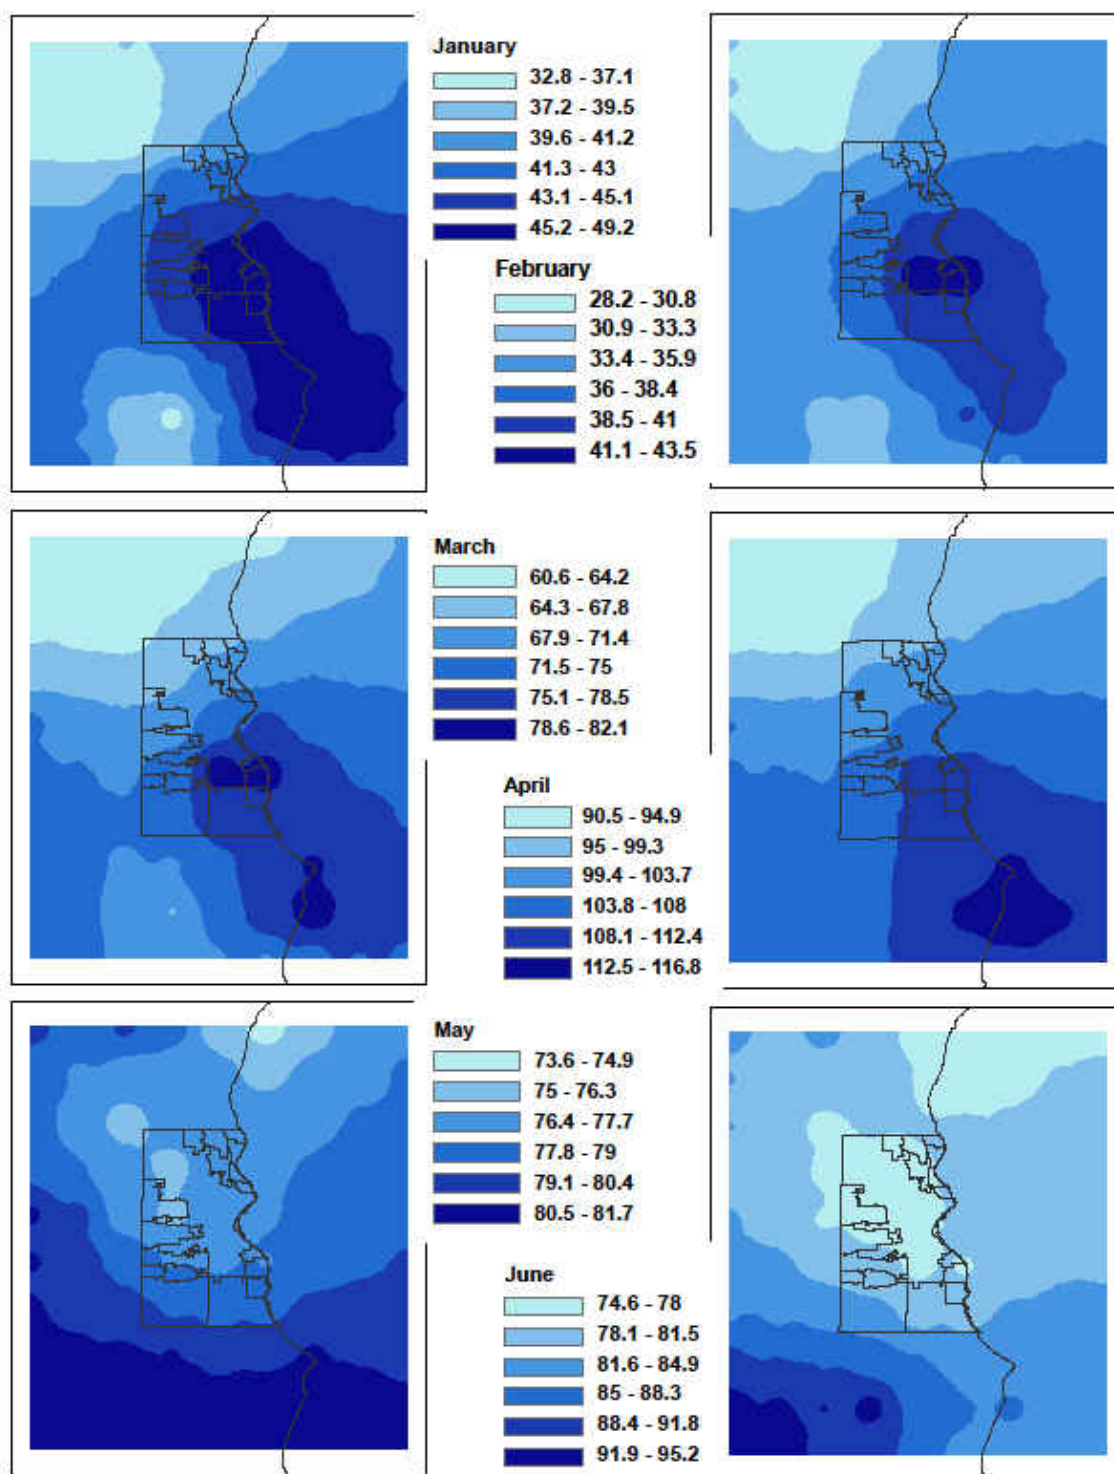 January
32.8 - 37.1
37.2 - 39.5
39.6 - 41.2
41.3 - 43
43.1 - 45.1
45.2 - 49.2
February
28.2 - 30.8
30.9 - 33.3
33.4 - 35.9
36 - 38.4
38.5 - 41
41.1 - 43.5
March
60.6 - 64.2
64.3 - 67.8
67.9 - 71.4
71.5 - 75
75.1 - 78.5
78.6 - 82.1
April
90.5 - 94.9
95 - 99.3
99.4 - 103.7
103.8 - 108
108.1 - 112.4
112.5 - 116.8
May
73.6 - 74.9
75 - 76.3
76.4 - 77.7
77.8 - 79
79.1 - 80.4
80.5 - 81.7
June
74.6 - 78
78.1 - 81.5
81.6 - 84.9
85 - 88.3
88.4 - 91.8
91.9 - 95.2